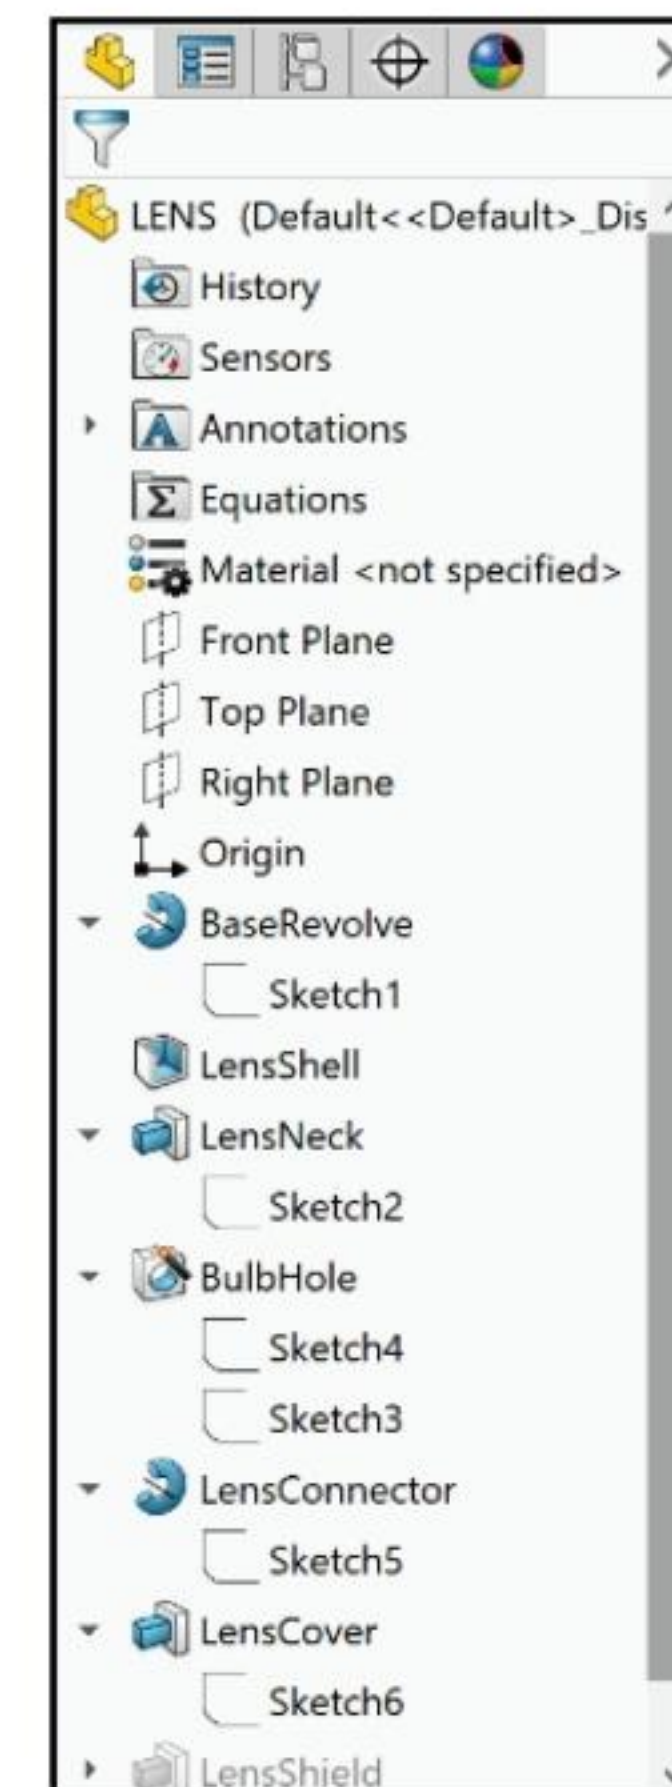 LENS (Default<<Default>_Dis
History
Sensors
Annotations
Equations
Material <not specified>
Front Plane
Top Plane
Right Plane
Origin
BaseRevolve
Sketch1
LensShell
LensNeck
Sketch2
BulbHole
Sketch4
Sketch3
LensConnector
Sketch5
LensCover
Sketch6
LensShield